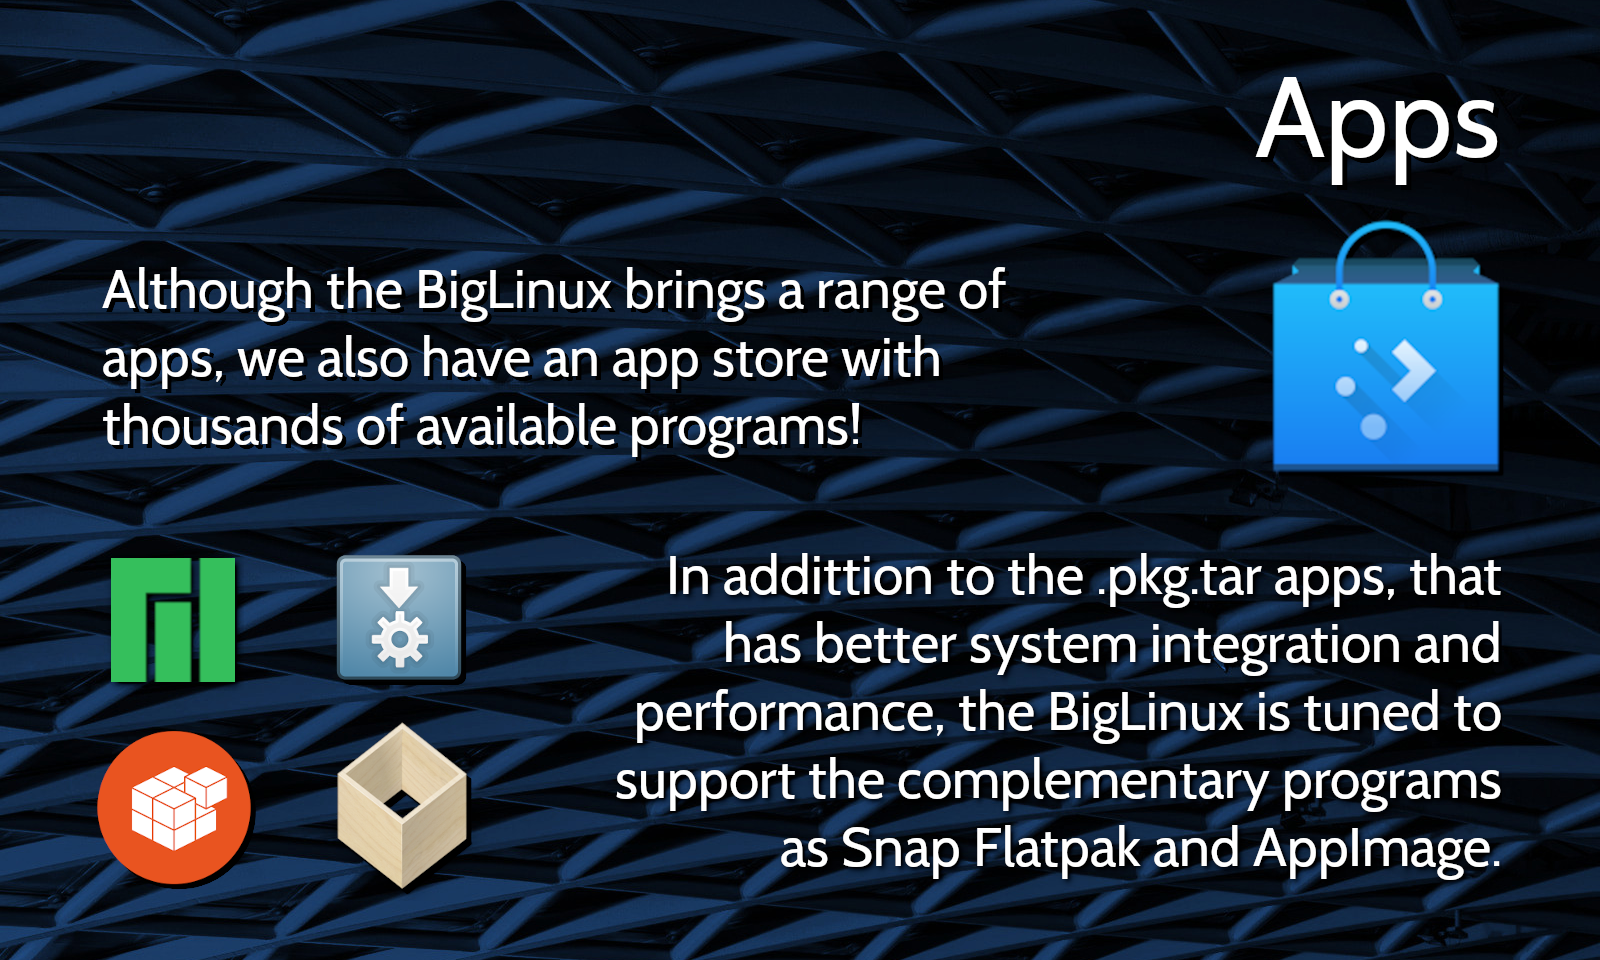 Apps
Although the BigLinux brings a range of
apps, we also have an app store with
thousands of available programs!
In addittion to the .pkg.tar apps, that
has better system integration and
performance, the BigLinux is tuned to
support the complementary programs
as Snap Flatpak and AppImage.